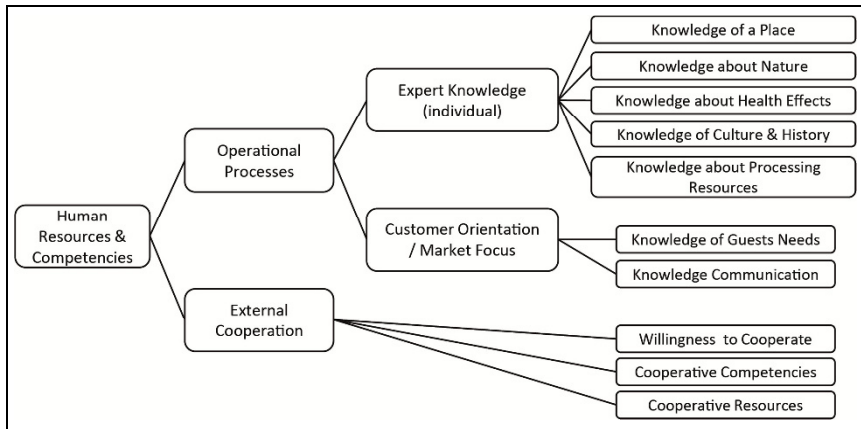 Knowledge of a Place
Knowledge about Nature
Expert Knowledge
(individual)
Knowledge about Health Effects
Knowledge of Culture & History
Operational
Processes
Knowledge about Processing
Resources
Human
Resources &
Competencies
Customer Orientation
/ Market Focus
Knowledge of Guests Needs
Knowledge Communication
External
Cooperation
Willingness to Cooperate
Cooperative Competencies
Cooperative Resources